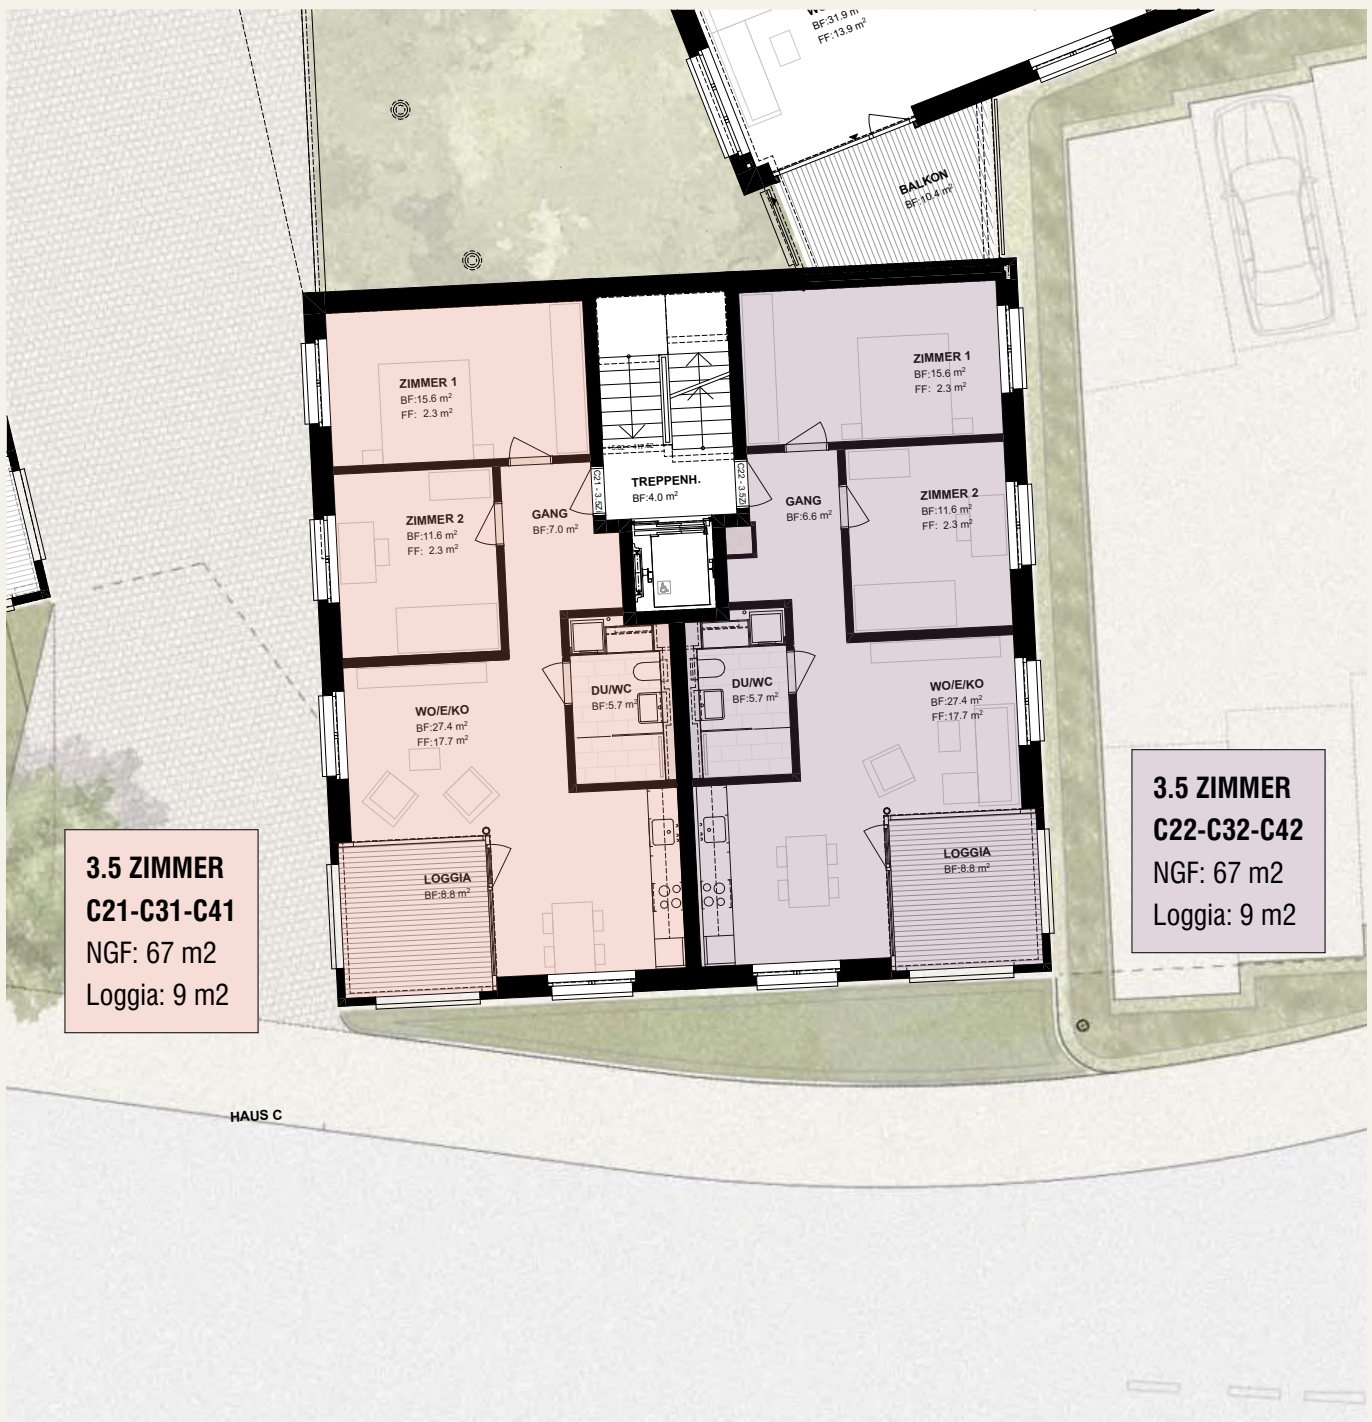 BF:31.9 m²
FF:13.9 m²
BALKON
BF:10.4 m²
ZIMMER 1
BF:15.6 m²
FF: 2.3 m²
ZIMMER 1
BF:15.6 m²
FF: 2.3 m²
TREPPENH.
BF:4.0 m²
C21 - 3.5Zi
C22 - 3.5Zi
ZIMMER 2
BF:11.6 m²
FF: 2.3 m²
GANG
BF:7.0 m²
GANG
BF:6.6 m²
ZIMMER 2
BF:11.6 m²
FF: 2.3 m²
DU/WC
BF:5.7 m²
DU/WC
BF:5.7 m²
WO/E/KO
BF:27.4 m²
FF:17.7 m²
WO/E/KO
BF:27.4 m²
FF:17.7 m²
LOGGIA
BF:8.8 m²
LOGGIA
BF:8.8 m²
3.5 ZIMMER
C21-C31-C41
NGF: 67 m2
Loggia: 9 m2
3.5 ZIMMER
C22-C32-C42
NGF: 67 m2
Loggia: 9 m2
HAUS C